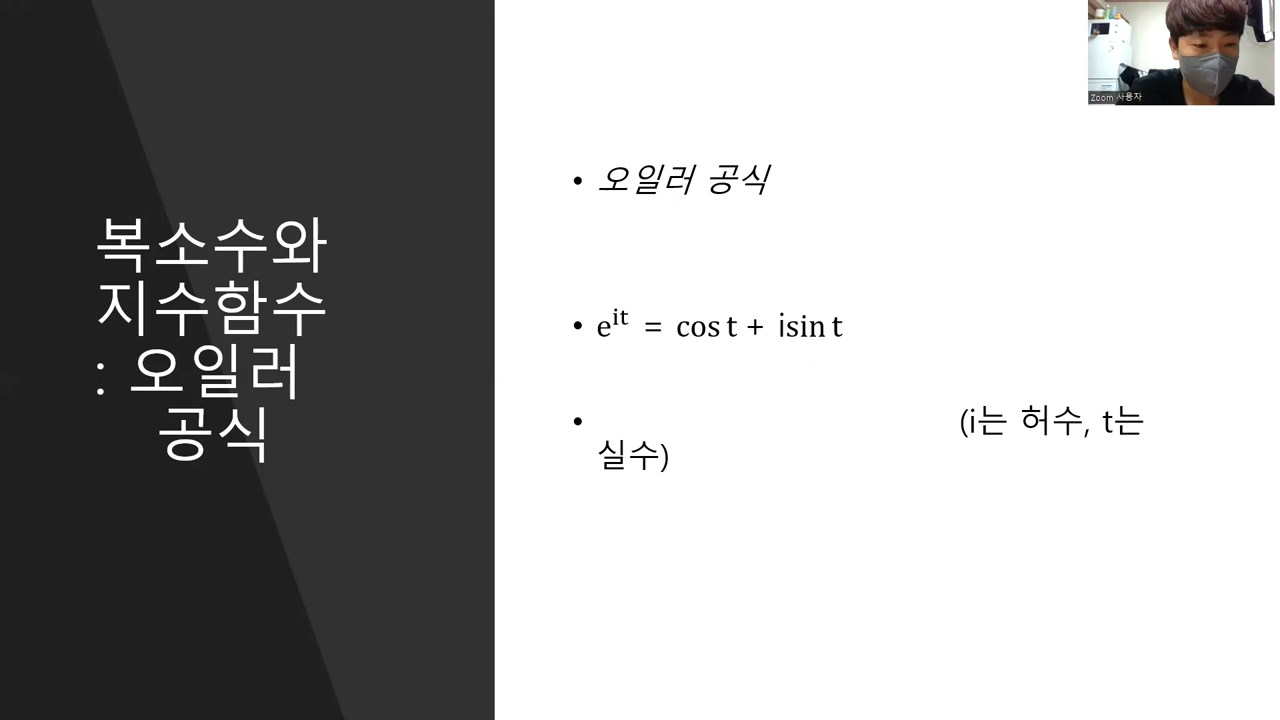 복소수와
지수함수
: 오일러
공식
• 오일러 공식
• e^{it} = cos t + isin t
• (i는 허수, t는
실수)
Zoom 사용자